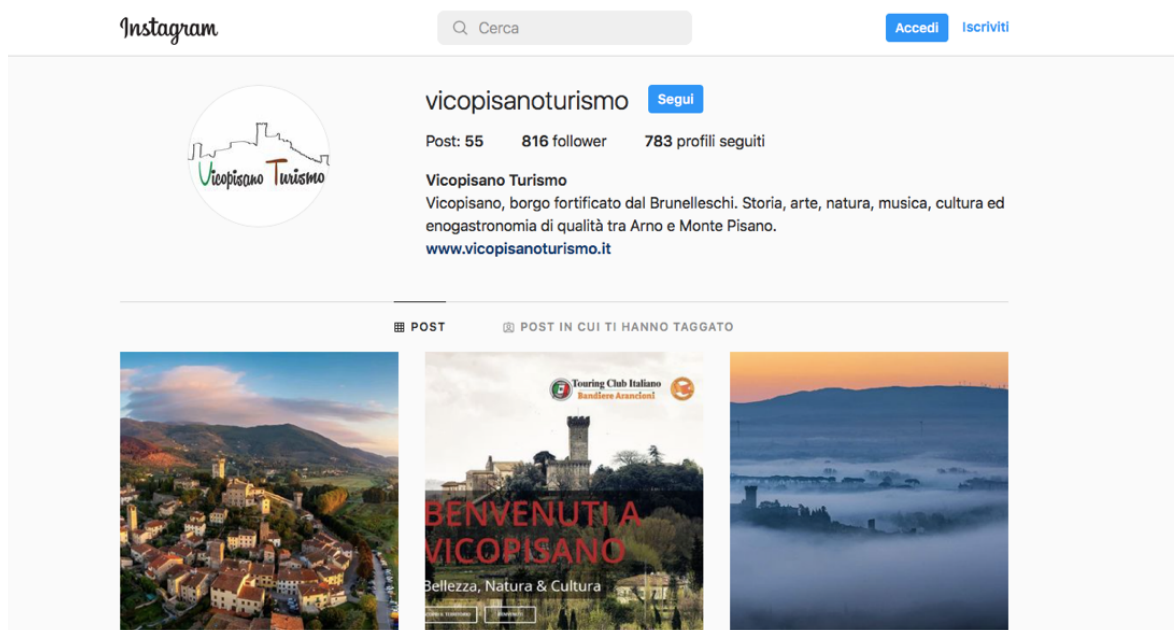 Instagram
Cerca
Accedi
Iscriviti
Vicopisano Turismo
vicopisanoturismo
Segui
Post: 55 816 follower 783 profili seguiti
Vicopisano Turismo
Vicopisano, borgo fortificato dal Brunelleschi. Storia, arte, natura, musica, cultura ed
enogastronomia di qualità tra Arno e Monte Pisano.
www.vicopisanoturismo.it
POST
POST IN CUI TI HANNO TAGGATO
Touring Club Italiano
Bandiere Arancioni
BENVENUTI A
VICOPISANO
Bellezza, Natura & Cultura